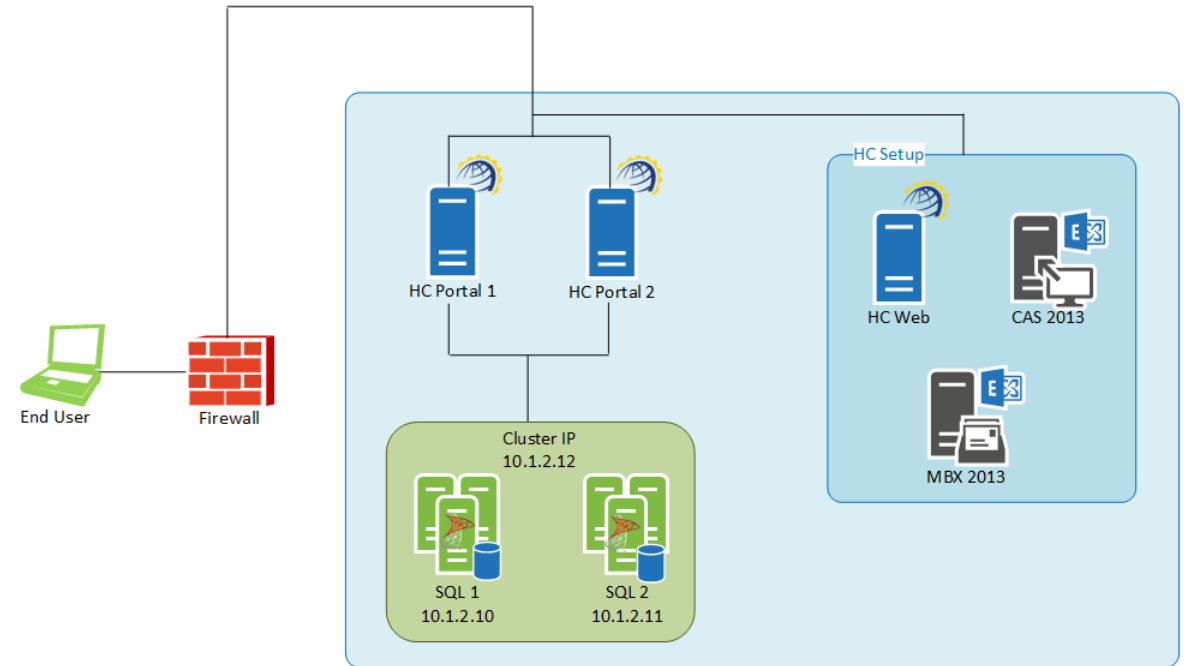 HC Setup
HC Portal 1
HC Portal 2
E
HC Web
CAS 2013
E
MBX 2013
End User
Firewall
Cluster IP
10.1.2.12
SQL 1
10.1.2.10
SQL 2
10.1.2.11